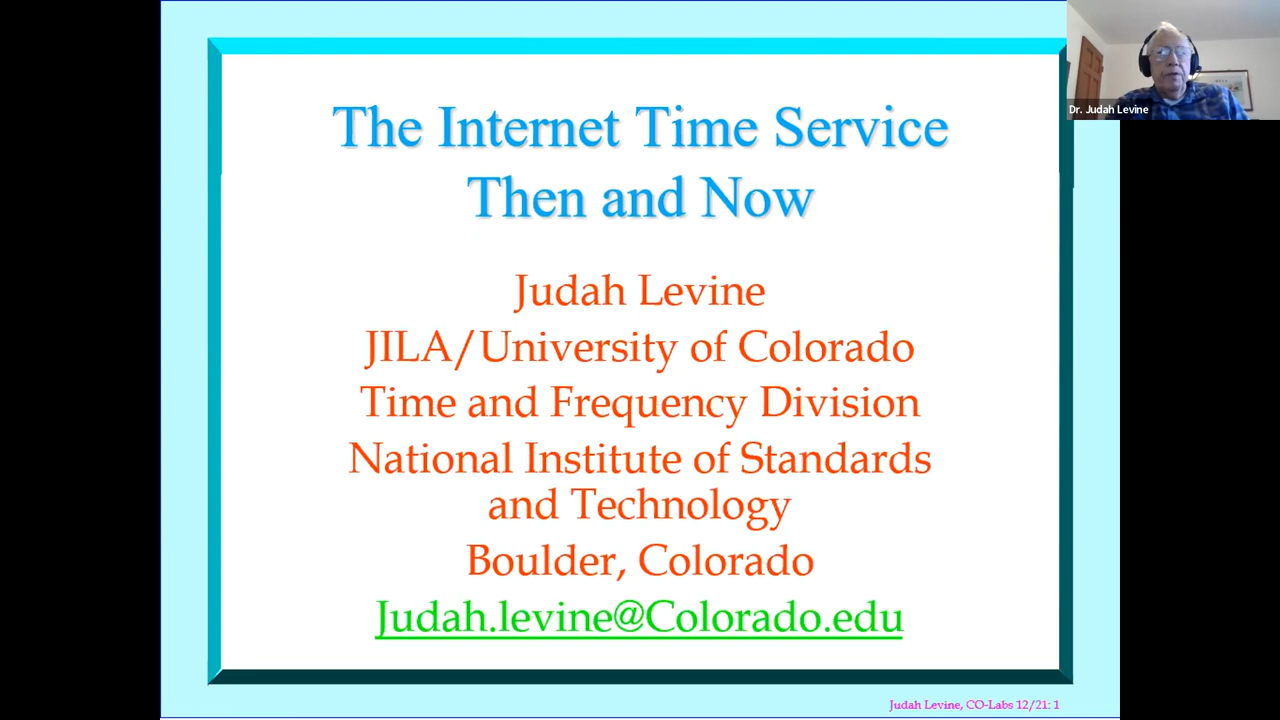 The Internet Time Service
Then and Now
Judah Levine
JILA/University of Colorado
Time and Frequency Division
National Institute of Standards
and Technology
Boulder, Colorado
Judah.levine@Colorado.edu
Judah Levine, CO-Labs 12/21: 1
Dr. Judah Levine